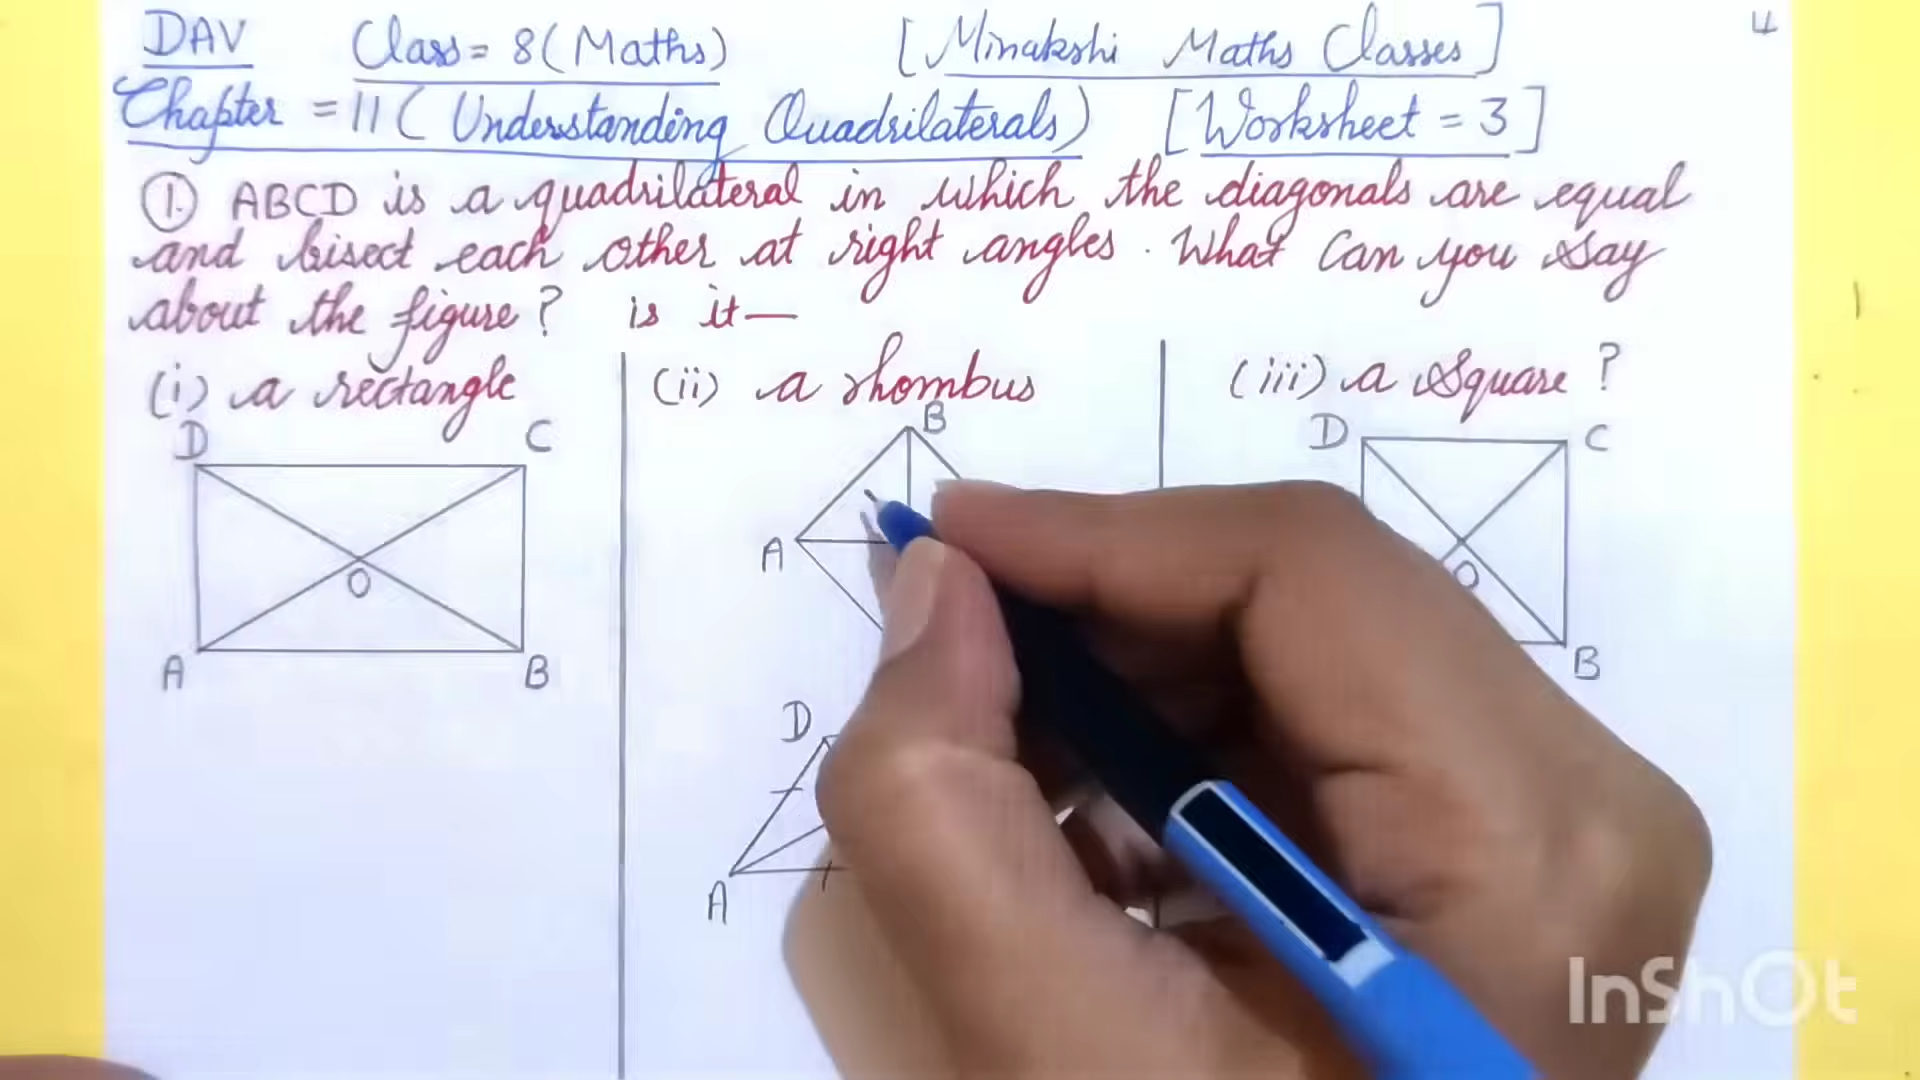 DAV Class = 8 (Maths) [Minakshi Maths Classes] 4
Chapter = 11 ( Understanding Quadrilaterals) [Worksheet = 3]
1. ABCD is a quadrilateral in which the diagonals are equal
and bisect each other at right angles. What can you say
about the figure? is it—
(i) a rectangle (ii) a rhombus (iii) a square?
D C B D C
A O
O
A B B
D
A
InShOt